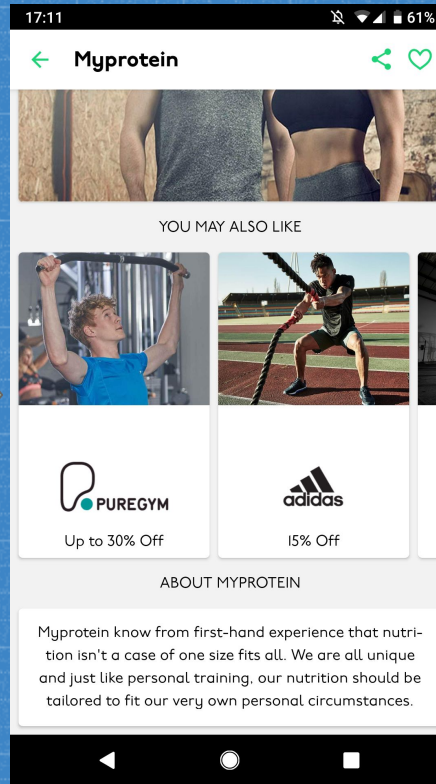 17:11
61%
Myprotein
YOU MAY ALSO LIKE
PUREGYM
Up to 30% Off
adidas
15% Off
ABOUT MYPROTEIN
Myprotein know from first-hand experience that nutri-
tion isn't a case of one size fits all. We are all unique
and just like personal training, our nutrition should be
tailored to fit our very own personal circumstances.